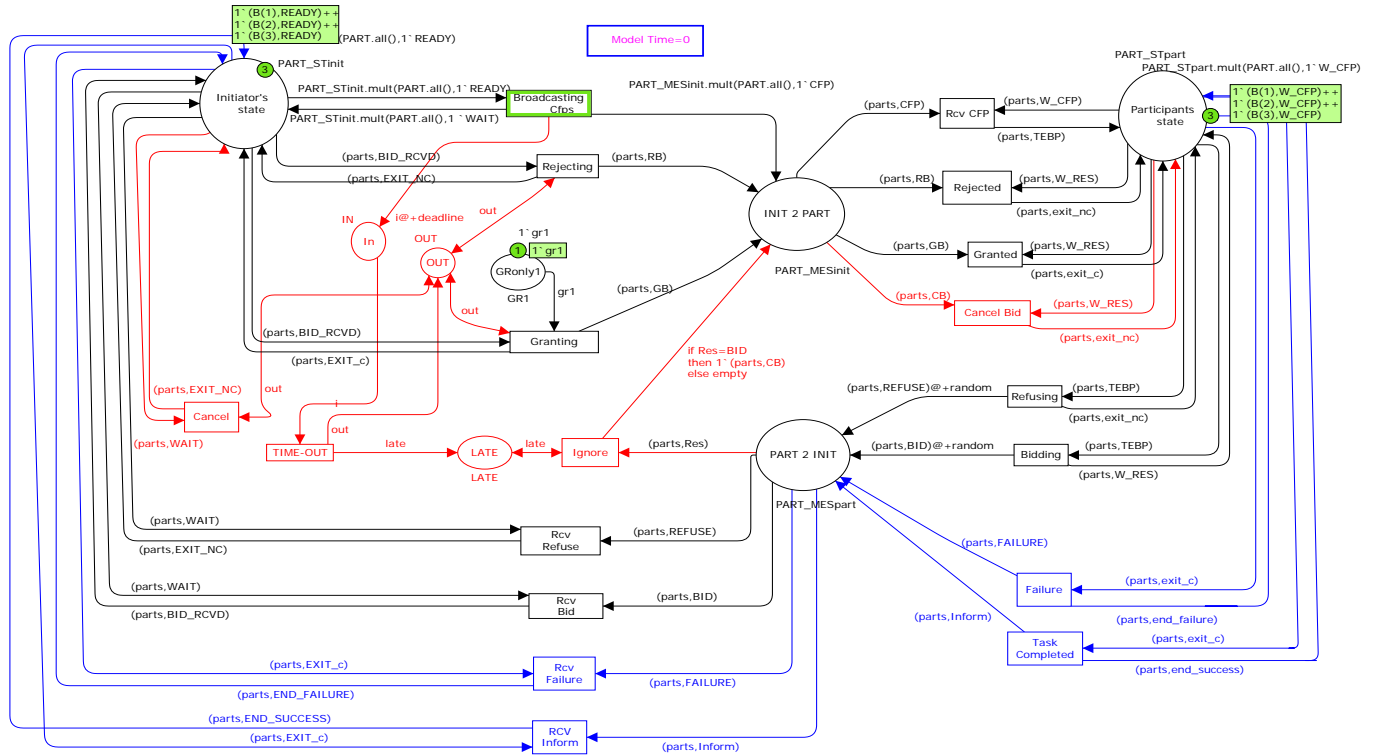 1`(B(1),READY)++
1`(B(2),READY)++
1`(B(3),READY)
(PART.all(),1`READY)
Model Time=0
PART_STinit
3
Initiator's
state
PART_STinit.mult(PART.all(),1`READY)
PART_STinit.mult(PART.all(),1`WAIT)
Broadcasting
Cfps
PART_MESinit.mult(PART.all(),1`CFP)
PART_STpart
PART_STpart.mult(PART.all(),1`W_CFP)
1`(B(1),W_CFP)++
1`(B(2),W_CFP)++
1`(B(3),W_CFP)
3
Participants
state
(parts,CFP)
Rcv CFP
(parts,W_CFP)
(parts,TEBP)
(parts,BID_RCVD)
(parts,EXIT_NC)
Rejecting
(parts,RB)
(parts,RB)
Rejected
(parts,W_RES)
(parts,exit_nc)
IN
In
i@+deadline
out
OUT
OUT
1`gr1
1
1`gr1
GRonly1
GR1
gr1
INIT 2 PART
PART_MESinit
(parts,GB)
Granted
(parts,W_RES)
(parts,exit_c)
(parts,GB)
(parts,CB)
Cancel Bid
(parts,W_RES)
(parts,exit_nc)
out
(parts,BID_RCVD)
(parts,EXIT_c)
Granting
if Res=BID
then 1`(parts,CB)
else empty
(parts,EXIT_NC)
out
Cancel
(parts,WAIT)
i
out
TIME-OUT
late
LATE
LATE
late
Ignore
(parts,Res)
PART 2 INIT
PART_MESpart
(parts,REFUSE)@+random
Refusing
(parts,TEBP)
(parts,exit_nc)
(parts,BID)@+random
Bidding
(parts,TEBP)
(parts,W_RES)
(parts,WAIT)
(parts,EXIT_NC)
Rcv
Refuse
(parts,REFUSE)
(parts,FAILURE)
Failure
(parts,exit_c)
(parts,end_failure)
(parts,WAIT)
(parts,BID_RCVD)
Rcv
Bid
(parts,BID)
(parts,Inform)
Task
Completed
(parts,exit_c)
(parts,end_success)
(parts,EXIT_c)
(parts,END_FAILURE)
Rcv
Failure
(parts,FAILURE)
(parts,END_SUCCESS)
(parts,EXIT_c)
RCV
Inform
(parts,Inform)